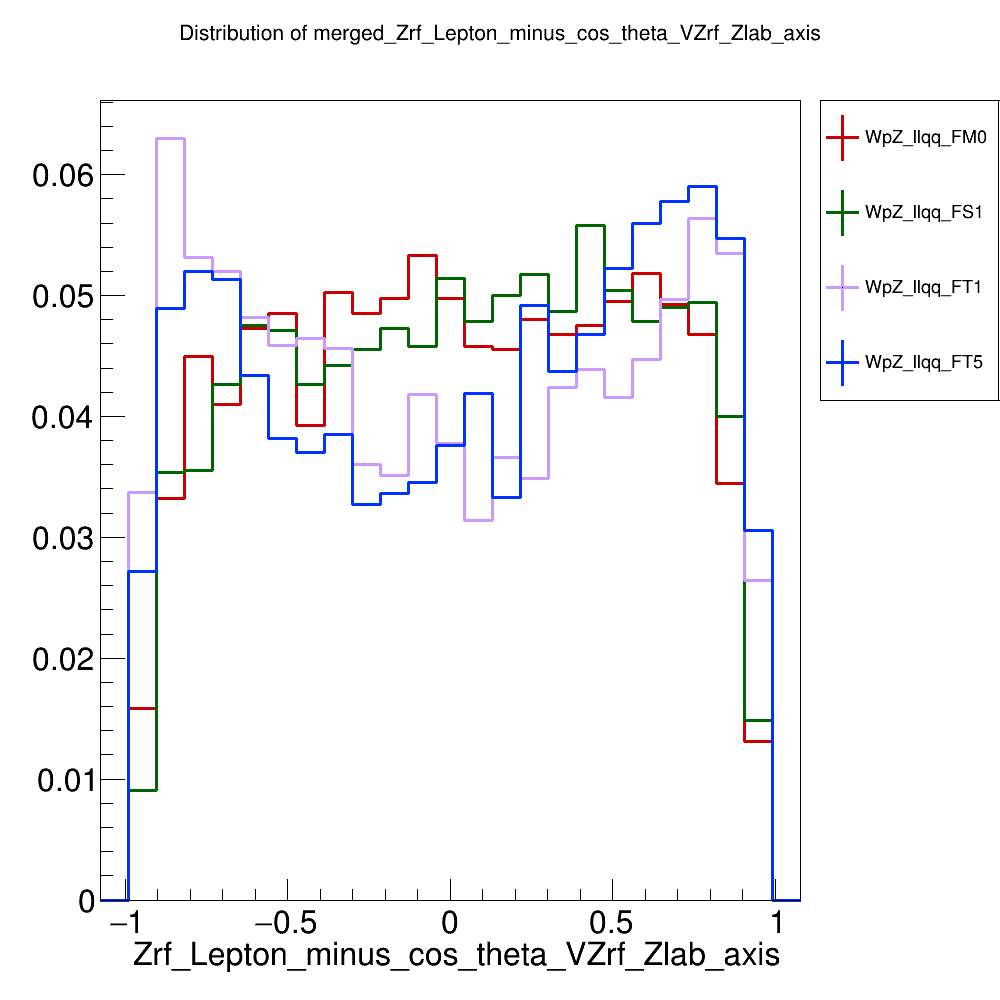 Distribution of merged_Zrf_Lepton_minus_cos_theta_VZrf_Zlab_axis
WpZ_llqq_FM0
WpZ_llqq_FS1
WpZ_llqq_FT1
WpZ_llqq_FT5
0.06
0.05
0.04
0.03
0.02
0.01
0
−1 −0.5 0 0.5 1
Zrf_Lepton_minus_cos_theta_VZrf_Zlab_axis